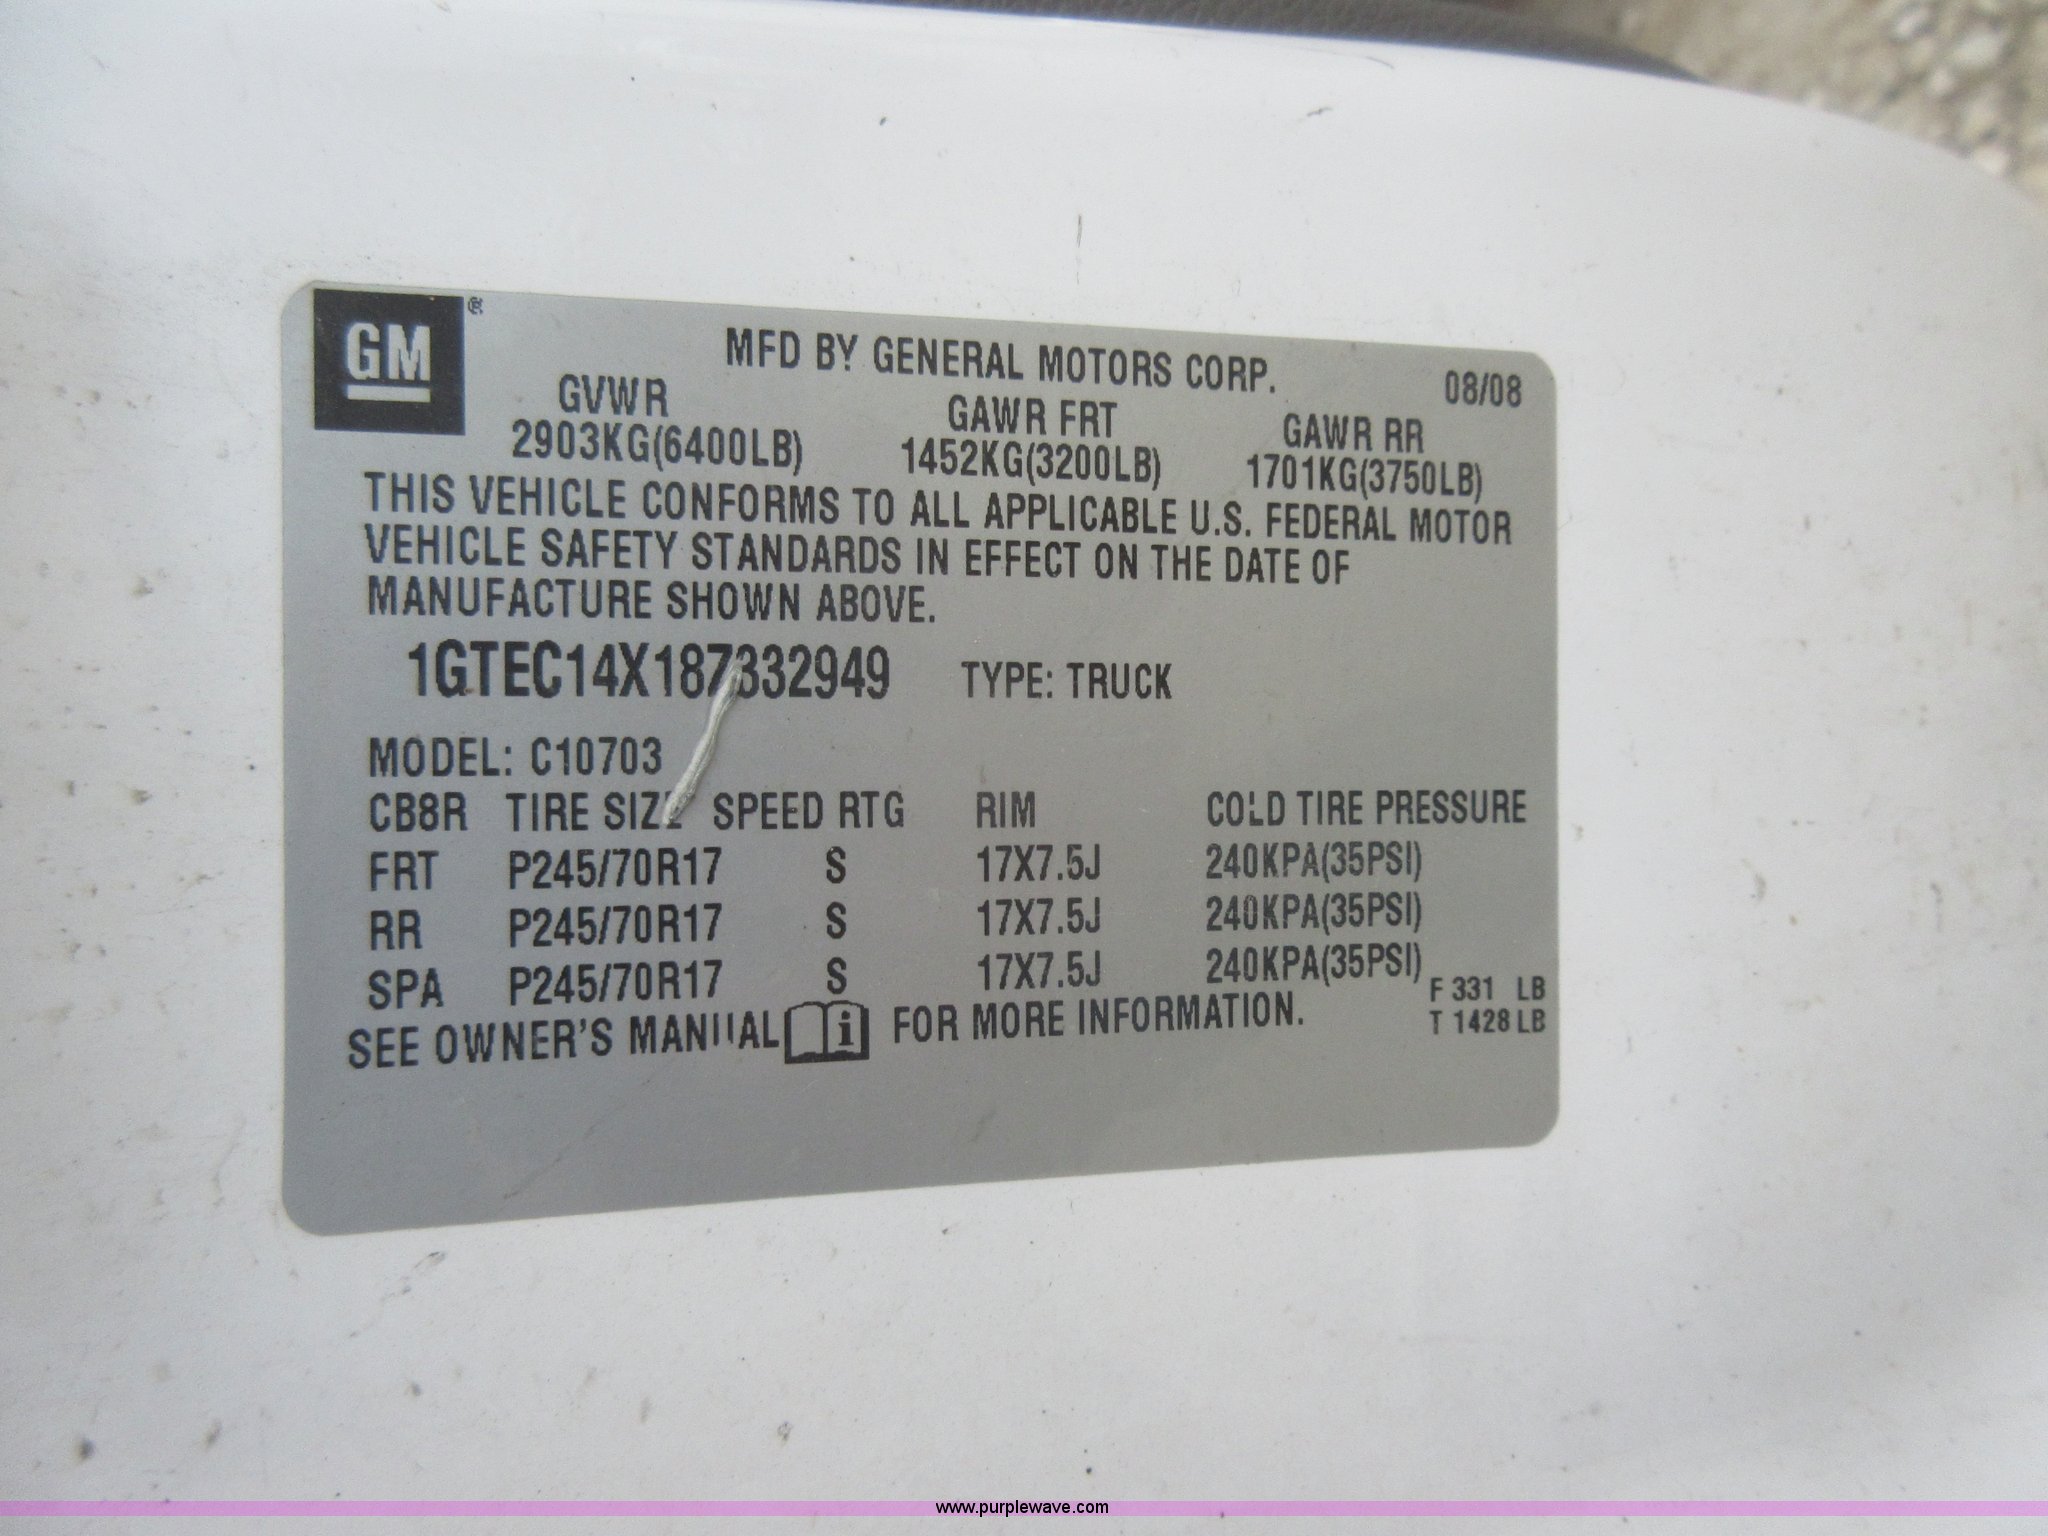 GM®
MFD BY GENERAL MOTORS CORP. 08/08
GVWR GAWR FRT GAWR RR
2903KG(6400LB) 1452KG(3200LB) 1701KG(3750LB)
THIS VEHICLE CONFORMS TO ALL APPLICABLE U.S. FEDERAL MOTOR
VEHICLE SAFETY STANDARDS IN EFFECT ON THE DATE OF
MANUFACTURE SHOWN ABOVE.
1GTEC14X187332949 TYPE: TRUCK
MODEL: C10703
CB8R TIRE SIZE SPEED RTG RIM COLD TIRE PRESSURE
FRT P245/70R17 S 17X7.5J 240KPA(35PSI)
RR P245/70R17 S 17X7.5J 240KPA(35PSI)
SPA P245/70R17 S 17X7.5J 240KPA(35PSI)
F 331 LB
SEE OWNER'S MANUAL i FOR MORE INFORMATION.
T 1428 LB
www.purplewave.com